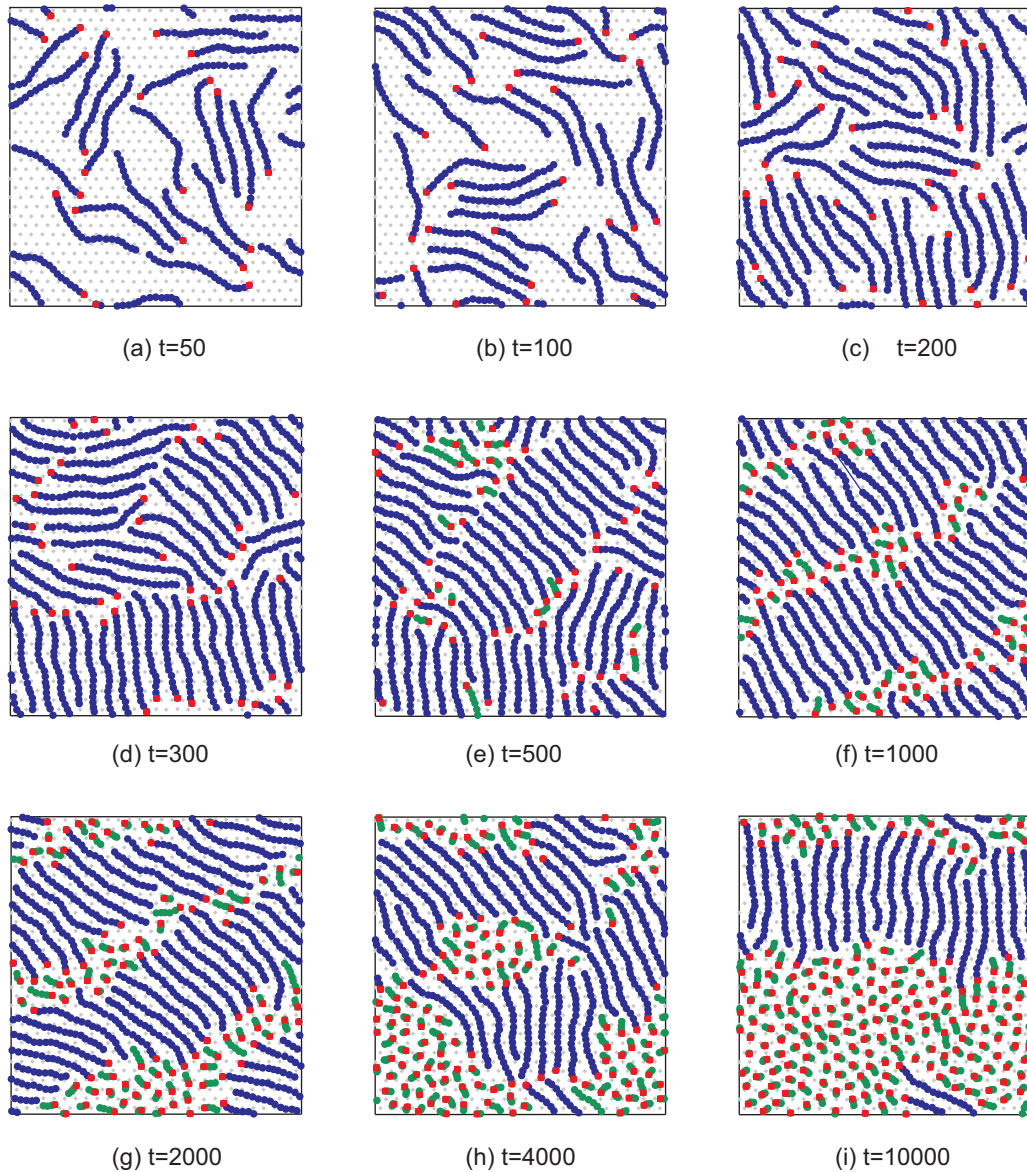 (a) t=50
(b) t=100
(c) t=200
(d) t=300
(e) t=500
(f) t=1000
(g) t=2000
(h) t=4000
(i) t=10000